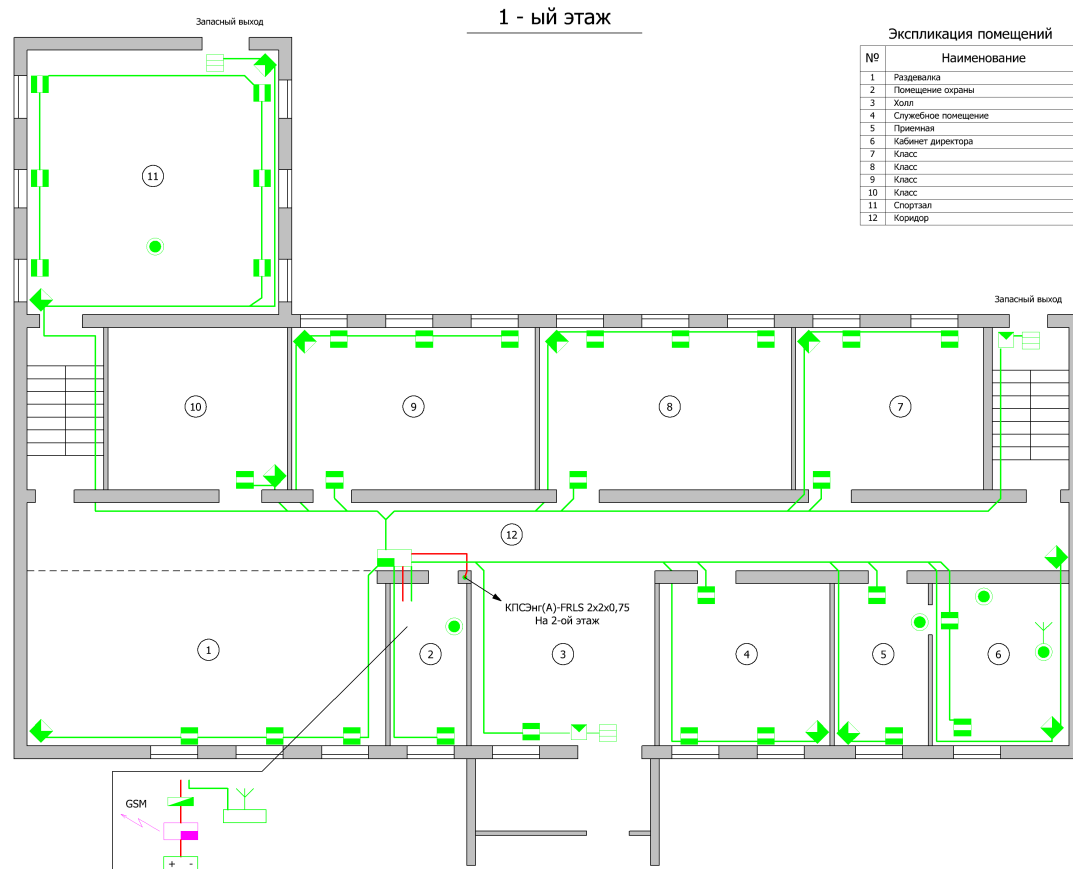 1 - ый этаж
Запасный выход
Экспликация помещений
№ Наименование
1 Раздевалка
2 Помещение охраны
3 Холл
4 Служебное помещение
5 Приемная
6 Кабинет директора
7 Класс
8 Класс
9 Класс
10 Класс
11 Спортзал
12 Коридор
11
Запасный выход
10
9
8
7
12
КПСЭнг(А)-FRLS 2x2x0,75
На 2-ой этаж
1
2
3
4
5
6
GSM
+ -